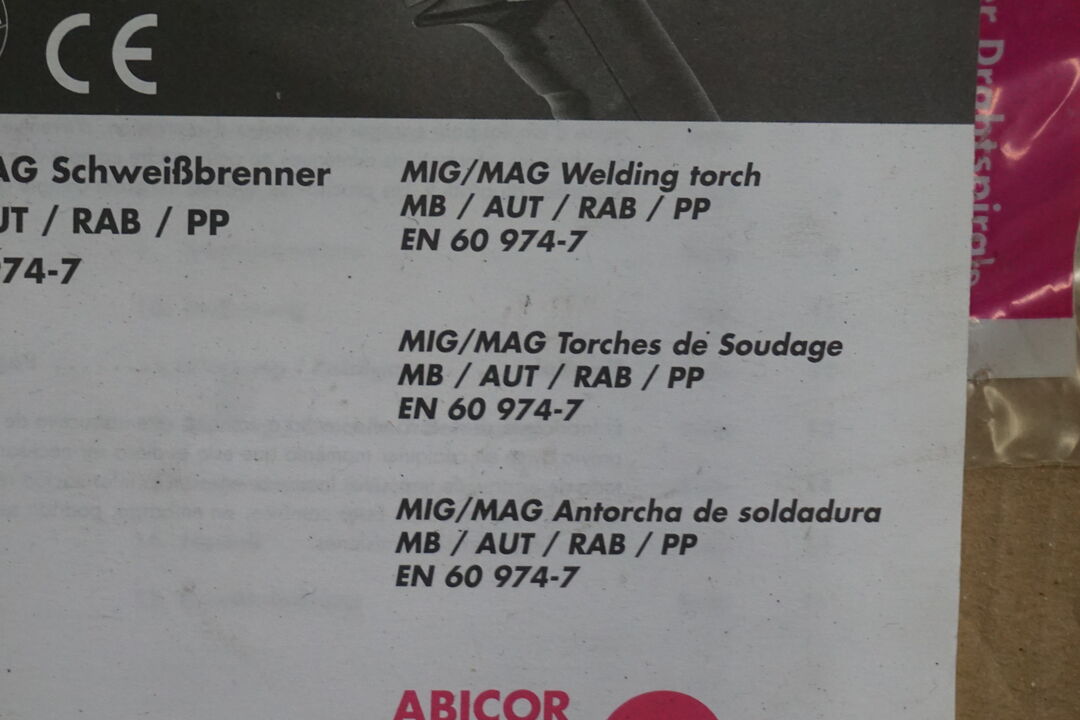 CE
AG Schweißbrenner
UT / RAB / PP
974-7
MIG/MAG Welding torch
MB / AUT / RAB / PP
EN 60 974-7
MIG/MAG Torches de Soudage
MB / AUT / RAB / PP
EN 60 974-7
MIG/MAG Antorcha de soldadura
MB / AUT / RAB / PP
EN 60 974-7
ABICOR
er Drahtspirale